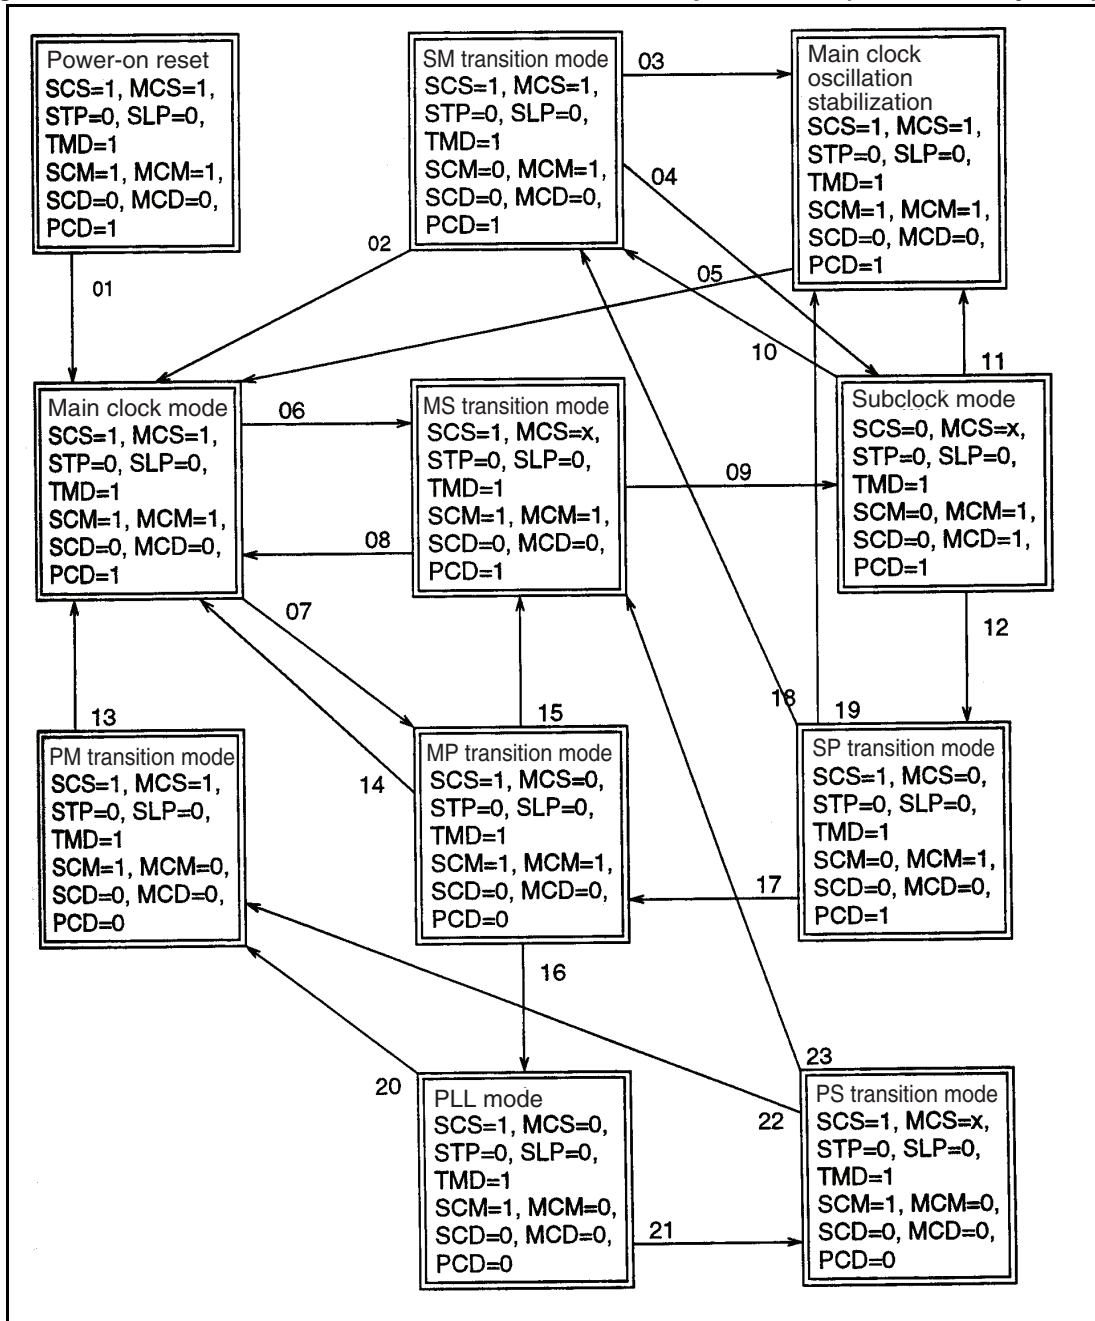 Power-on reset
SCS=1, MCS=1,
STP=0, SLP=0,
TMD=1
SCM=1, MCM=1,
SCD=0, MCD=0,
PCD=1
SM transition mode
SCS=1, MCS=1,
STP=0, SLP=0,
TMD=1
SCM=0, MCM=1,
SCD=0, MCD=0,
PCD=1
03
Main clock
oscillation
stabilization
SCS=1, MCS=1,
STP=0, SLP=0,
TMD=1
SCM=1, MCM=1,
SCD=0, MCD=0,
PCD=1
04
02
05
01
10
11
Main clock mode
SCS=1, MCS=1,
STP=0, SLP=0,
TMD=1
SCM=1, MCM=1,
SCD=0, MCD=0,
PCD=1
06
08
MS transition mode
SCS=1, MCS=x,
STP=0, SLP=0,
TMD=1
SCM=1, MCM=1,
SCD=0, MCD=0,
PCD=1
09
Subclock mode
SCS=0, MCS=x,
STP=0, SLP=0,
TMD=1
SCM=0, MCM=1,
SCD=0, MCD=1,
PCD=1
07
12
13
15
18
19
PM transition mode
SCS=1, MCS=1,
STP=0, SLP=0,
TMD=1
SCM=1, MCM=0,
SCD=0, MCD=0,
PCD=0
14
MP transition mode
SCS=1, MCS=0,
STP=0, SLP=0,
TMD=1
SCM=1, MCM=1,
SCD=0, MCD=0,
PCD=0
17
SP transition mode
SCS=1, MCS=0,
STP=0, SLP=0,
TMD=1
SCM=0, MCM=1,
SCD=0, MCD=0,
PCD=1
16
23
20
PLL mode
SCS=1, MCS=0,
STP=0, SLP=0,
TMD=1
SCM=1, MCM=0,
SCD=0, MCD=0,
PCD=0
22
21
PS transition mode
SCS=1, MCS=x,
STP=0, SLP=0,
TMD=1
SCM=1, MCM=0,
SCD=0, MCD=0,
PCD=0